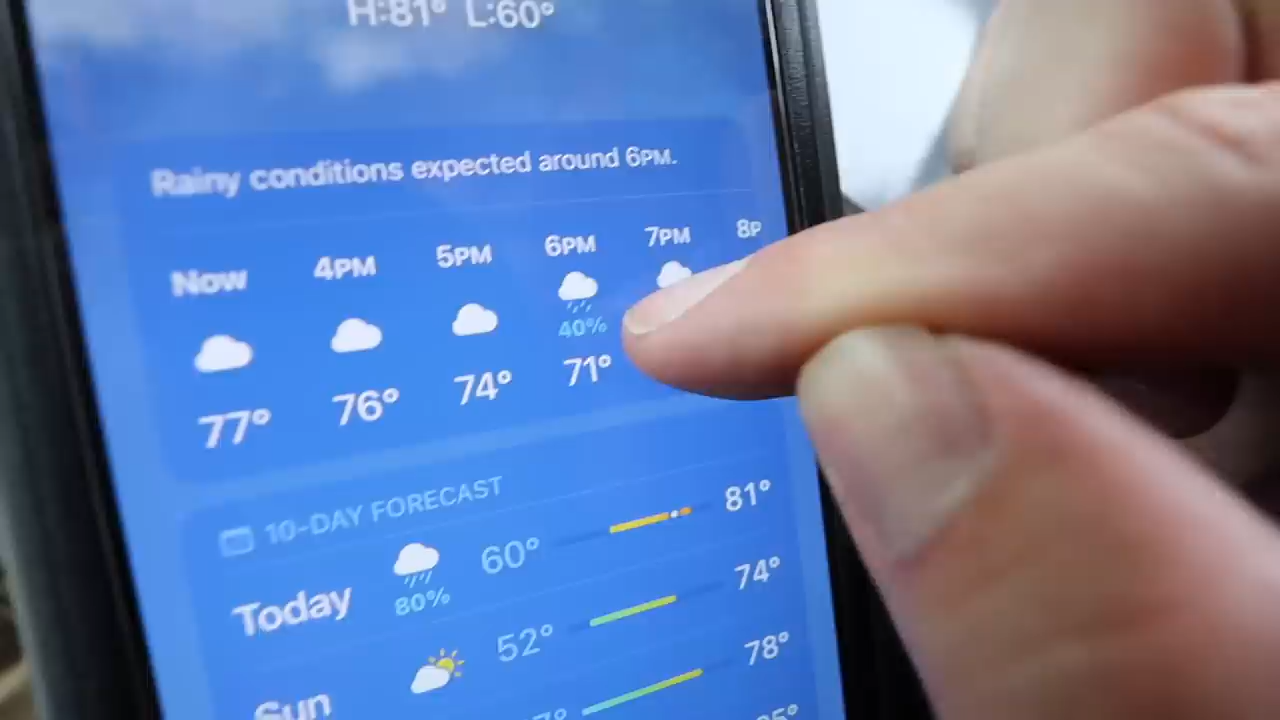 H:81° L:60°
Rainy conditions expected around 6PM.
Now 4PM 5PM 6PM 7PM 8P
40%
77° 76° 74° 71°
10-DAY FORECAST
Today 80% 60° 81°
Sun 52° 74°
78°